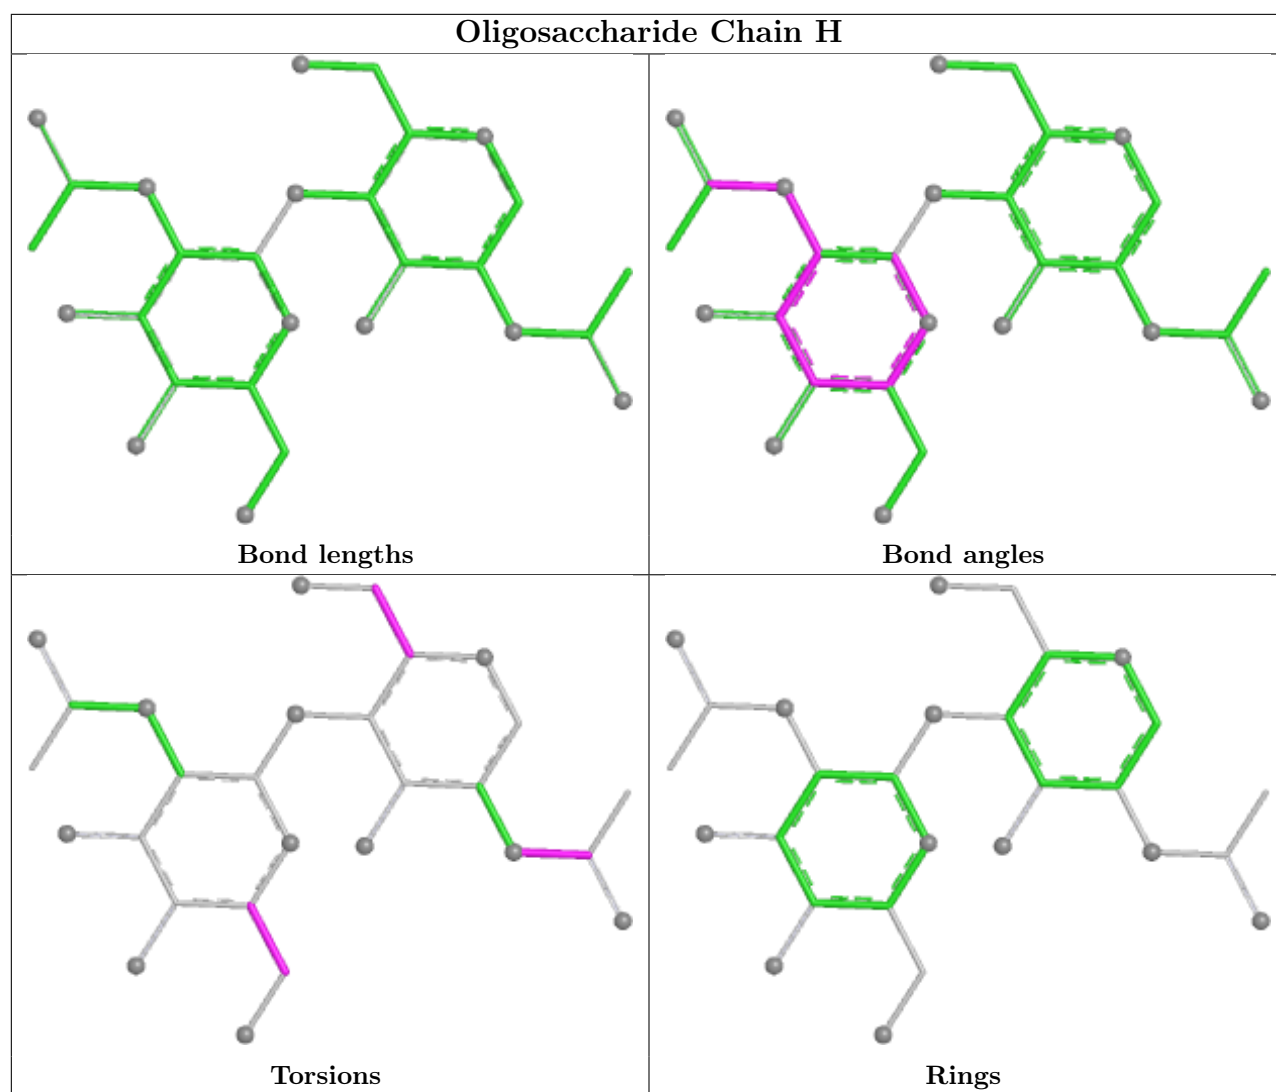 Oligosaccharide Chain H
Bond lengths
Bond angles
Torsions
Rings